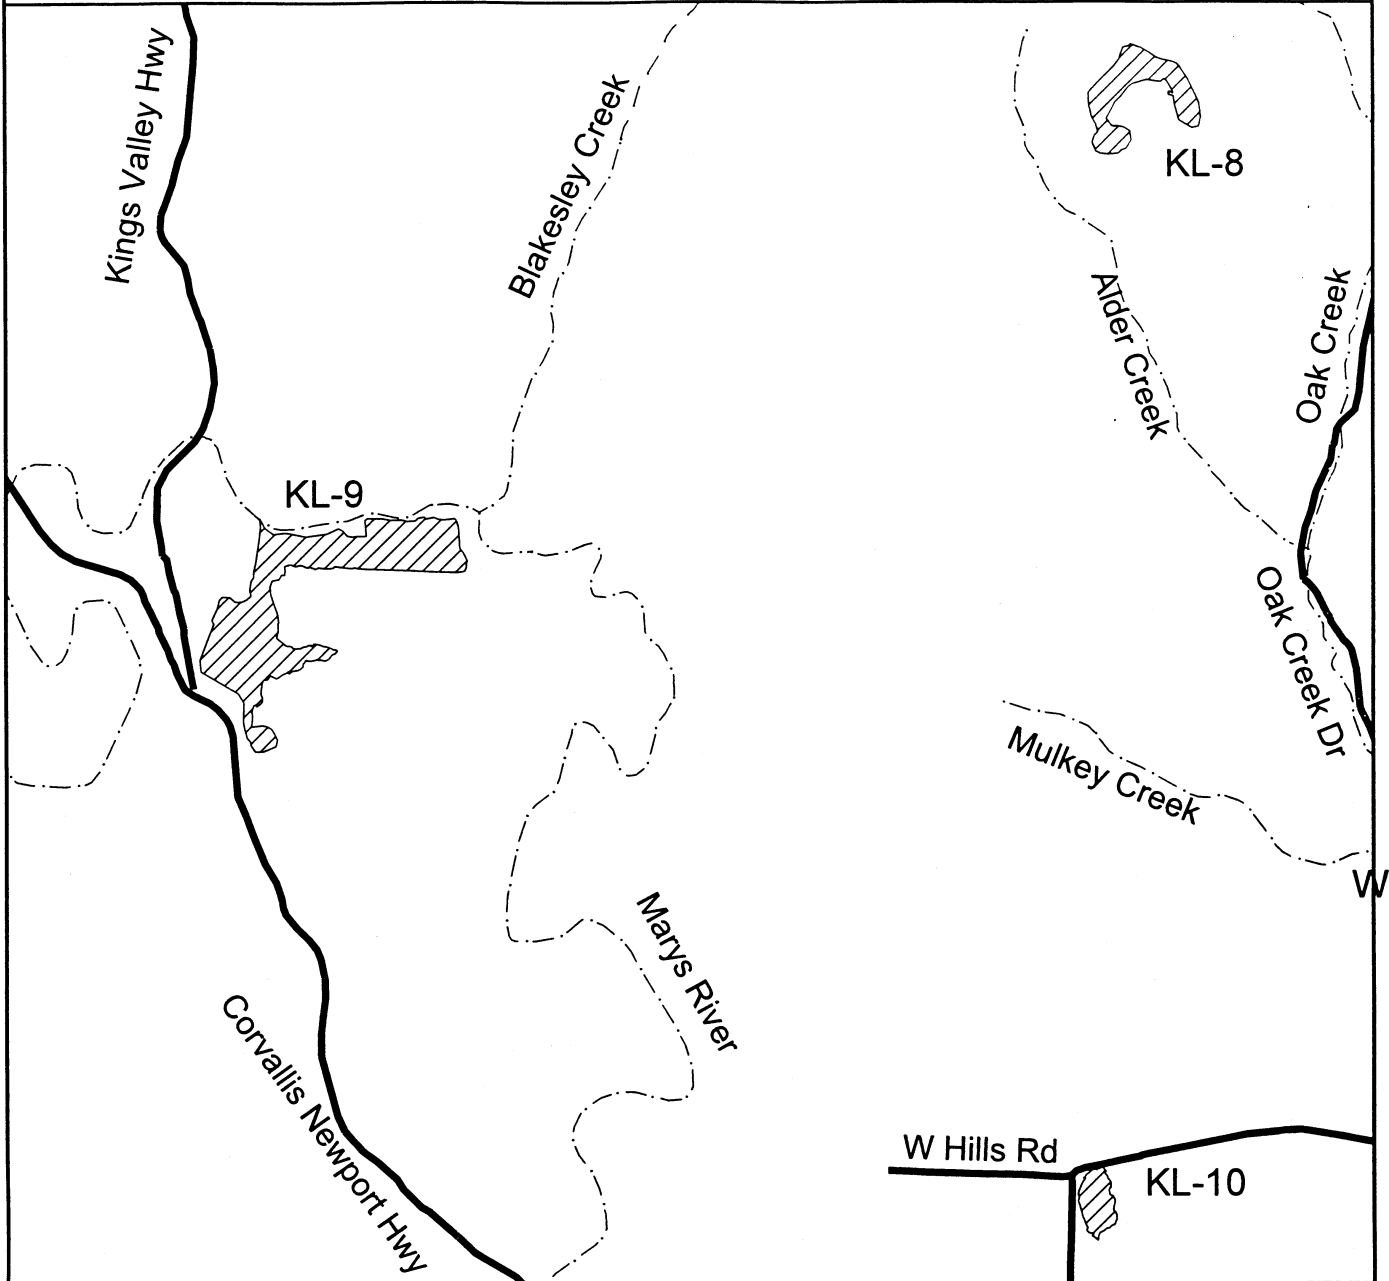 Kings Valley Hwy
Blakesley Creek
KL-8
Alder Creek
Oak Creek
KL-9
Oak Creek Dr
Mulkey Creek
W
Marys River
Corvallis Newport Hwy
W Hills Rd
KL-10